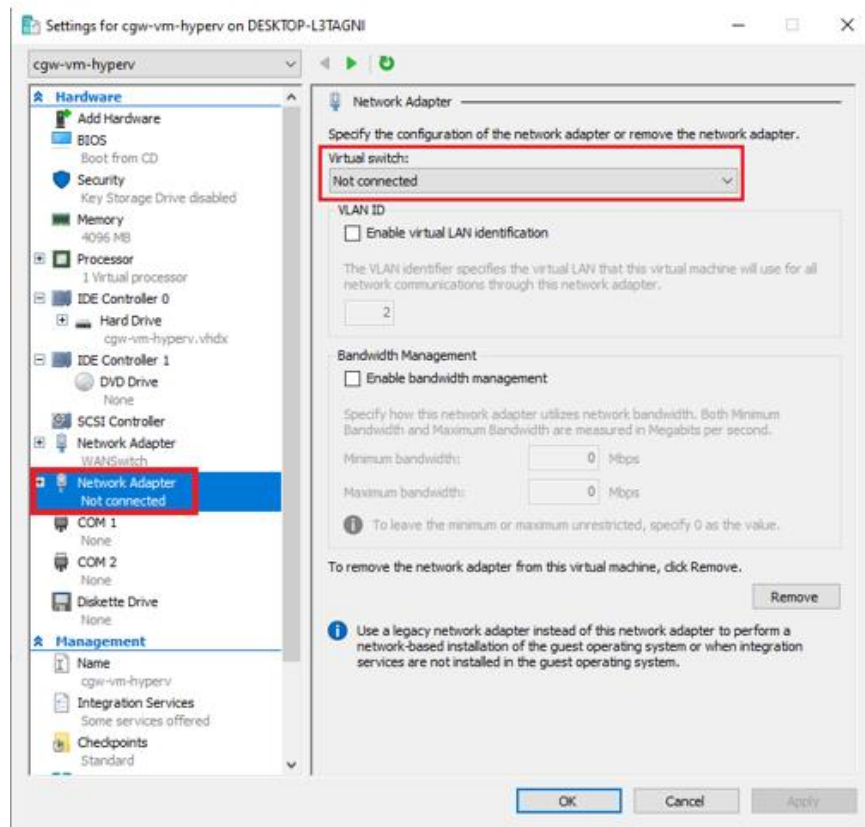 Settings for cgw-vm-hyperv on DESKTOP-L3TAGNI
cgw-vm-hyperv
Hardware
Add Hardware
BIOS
Boot from CD
Security
Key Storage Drive disabled
Memory
4096 MB
Processor
1 Virtual processor
IDE Controller 0
Hard Drive
cgw-vm-hyperv.vhdx
IDE Controller 1
DVD Drive
None
SCSI Controller
Network Adapter
WANSwitch
Network Adapter
Not connected
COM 1
None
COM 2
None
Diskette Drive
None
Management
Name
cgw-vm-hyperv
Integration Services
Some services offered
Checkpoints
Standard
Network Adapter
Specify the configuration of the network adapter or remove the network adapter.
Virtual switch:
Not connected
VLAN ID
Enable virtual LAN identification
The VLAN identifier specifies the virtual LAN that this virtual machine will use for all
network communications through this network adapter.
2
Bandwidth Management
Enable bandwidth management
Specify how this network adapter utilizes network bandwidth. Both Minimum
Bandwidth and Maximum Bandwidth are measured in Megabits per second.
Minimum bandwidth: 0 Mbps
Maximum bandwidth: 0 Mbps
To leave the minimum or maximum unrestricted, specify 0 as the value.
To remove the network adapter from this virtual machine, click Remove.
Remove
Use a legacy network adapter instead of this network adapter to perform a
network-based installation of the guest operating system or when integration
services are not installed in the guest operating system.
OK Cancel Apply